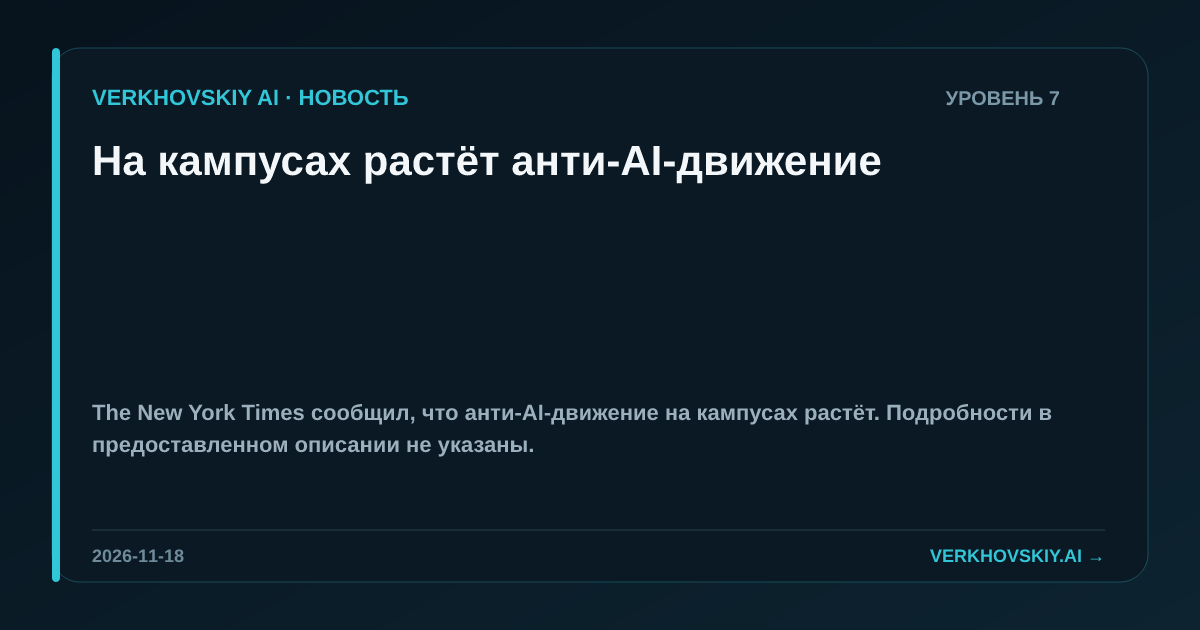 VERKHOVSKIY AI · НОВОСТЬ
УРОВЕНЬ 7
На кампусах растёт анти-AI-движение
The New York Times сообщил, что анти-AI-движение на кампусах растёт. Подробности в
предоставленном описании не указаны.
2026-11-18
VERKHOVSKIY.AI →